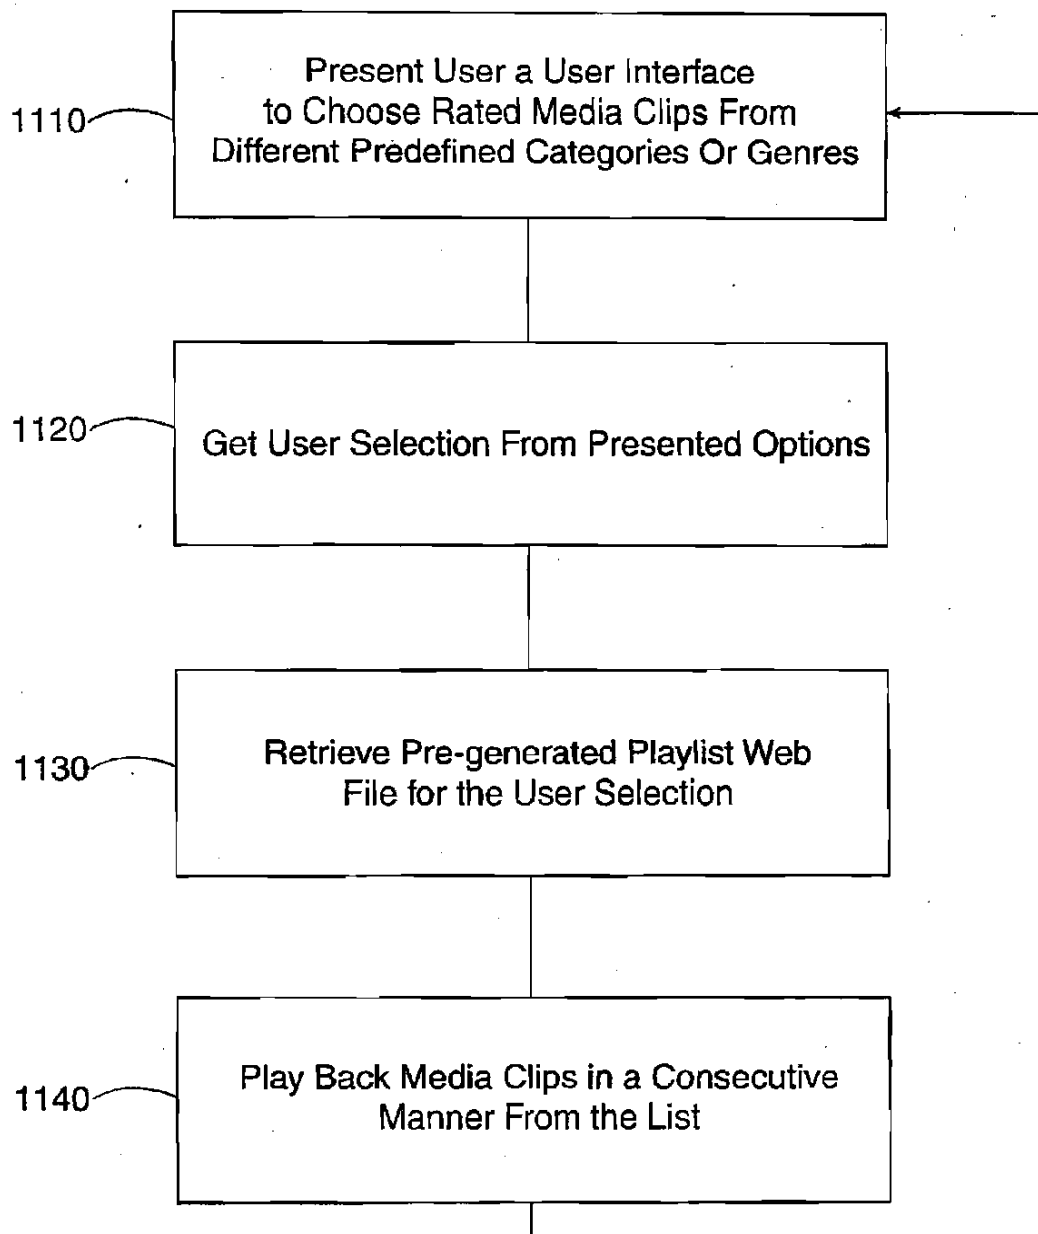 Present User a User Interface
to Choose Rated Media Clips From
Different Predefined Categories Or Genres
1110
1120
Get User Selection From Presented Options
1130
Retrieve Pre-generated Playlist Web
File for the User Selection
1140
Play Back Media Clips in a Consecutive
Manner From the List